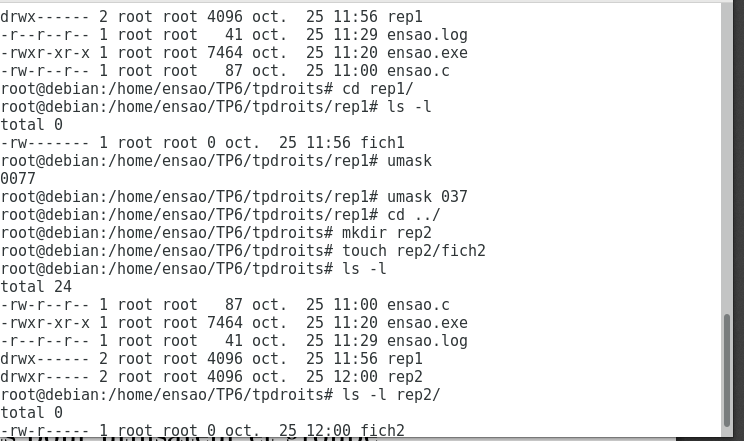 drwx------ 2 root root 4096 oct.  25 11:56 rep1
-r--r--r-- 1 root root   41 oct.  25 11:29 ensao.log
-rwxr-xr-x 1 root root 7464 oct.  25 11:20 ensao.exe
-rw-r--r-- 1 root root   87 oct.  25 11:00 ensao.c
root@debian:/home/ensao/TP6/tpdroits# cd rep1/
root@debian:/home/ensao/TP6/tpdroits/rep1# ls -l
total 0
-rw------- 1 root root 0 oct.  25 11:56 fich1
root@debian:/home/ensao/TP6/tpdroits/rep1# umask
0077
root@debian:/home/ensao/TP6/tpdroits/rep1# umask 037
root@debian:/home/ensao/TP6/tpdroits/rep1# cd ../
root@debian:/home/ensao/TP6/tpdroits# mkdir rep2
root@debian:/home/ensao/TP6/tpdroits# touch rep2/fich2
root@debian:/home/ensao/TP6/tpdroits# ls -l
total 24
-rw-r--r-- 1 root root   87 oct.  25 11:00 ensao.c
-rwxr-xr-x 1 root root 7464 oct.  25 11:20 ensao.exe
-r--r--r-- 1 root root   41 oct.  25 11:29 ensao.log
drwx------ 2 root root 4096 oct.  25 11:56 rep1
drwxr----- 2 root root 4096 oct.  25 12:00 rep2
root@debian:/home/ensao/TP6/tpdroits# ls -l rep2/
total 0
-rw-r----- 1 root root 0 oct.  25 12:00 fich2